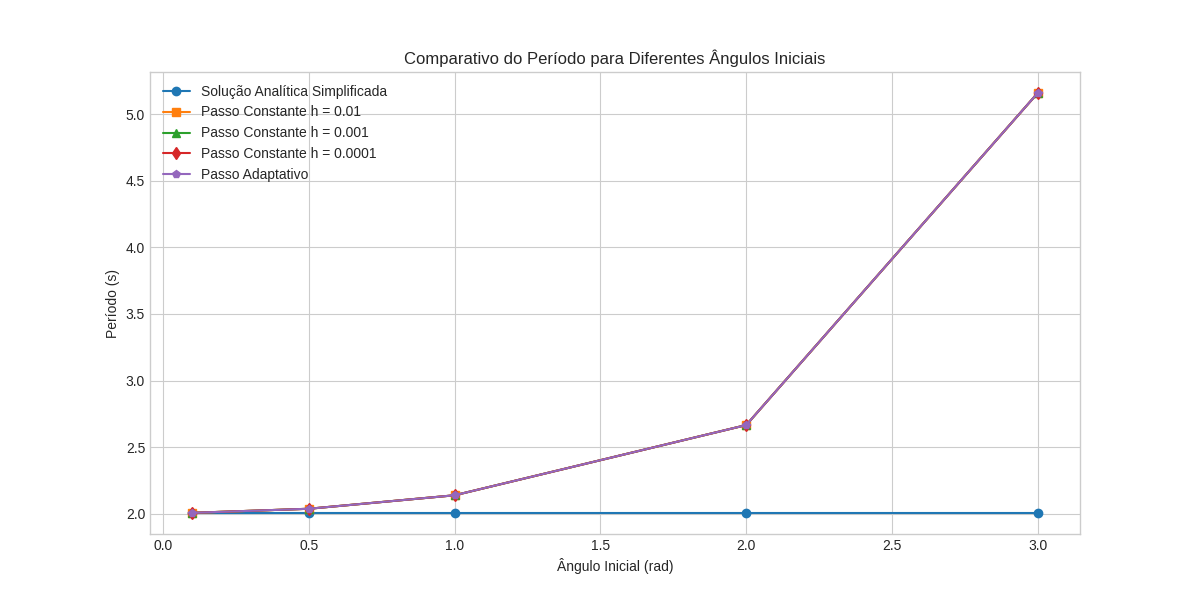 Comparativo do Período para Diferentes Ângulos Iniciais
Solução Analítica Simplificada
Passo Constante h = 0.01
Passo Constante h = 0.001
Passo Constante h = 0.0001
Passo Adaptativo
Período (s)
5.0
4.5
4.0
3.5
3.0
2.5
2.0
0.0 0.5 1.0 1.5 2.0 2.5 3.0
Ângulo Inicial (rad)